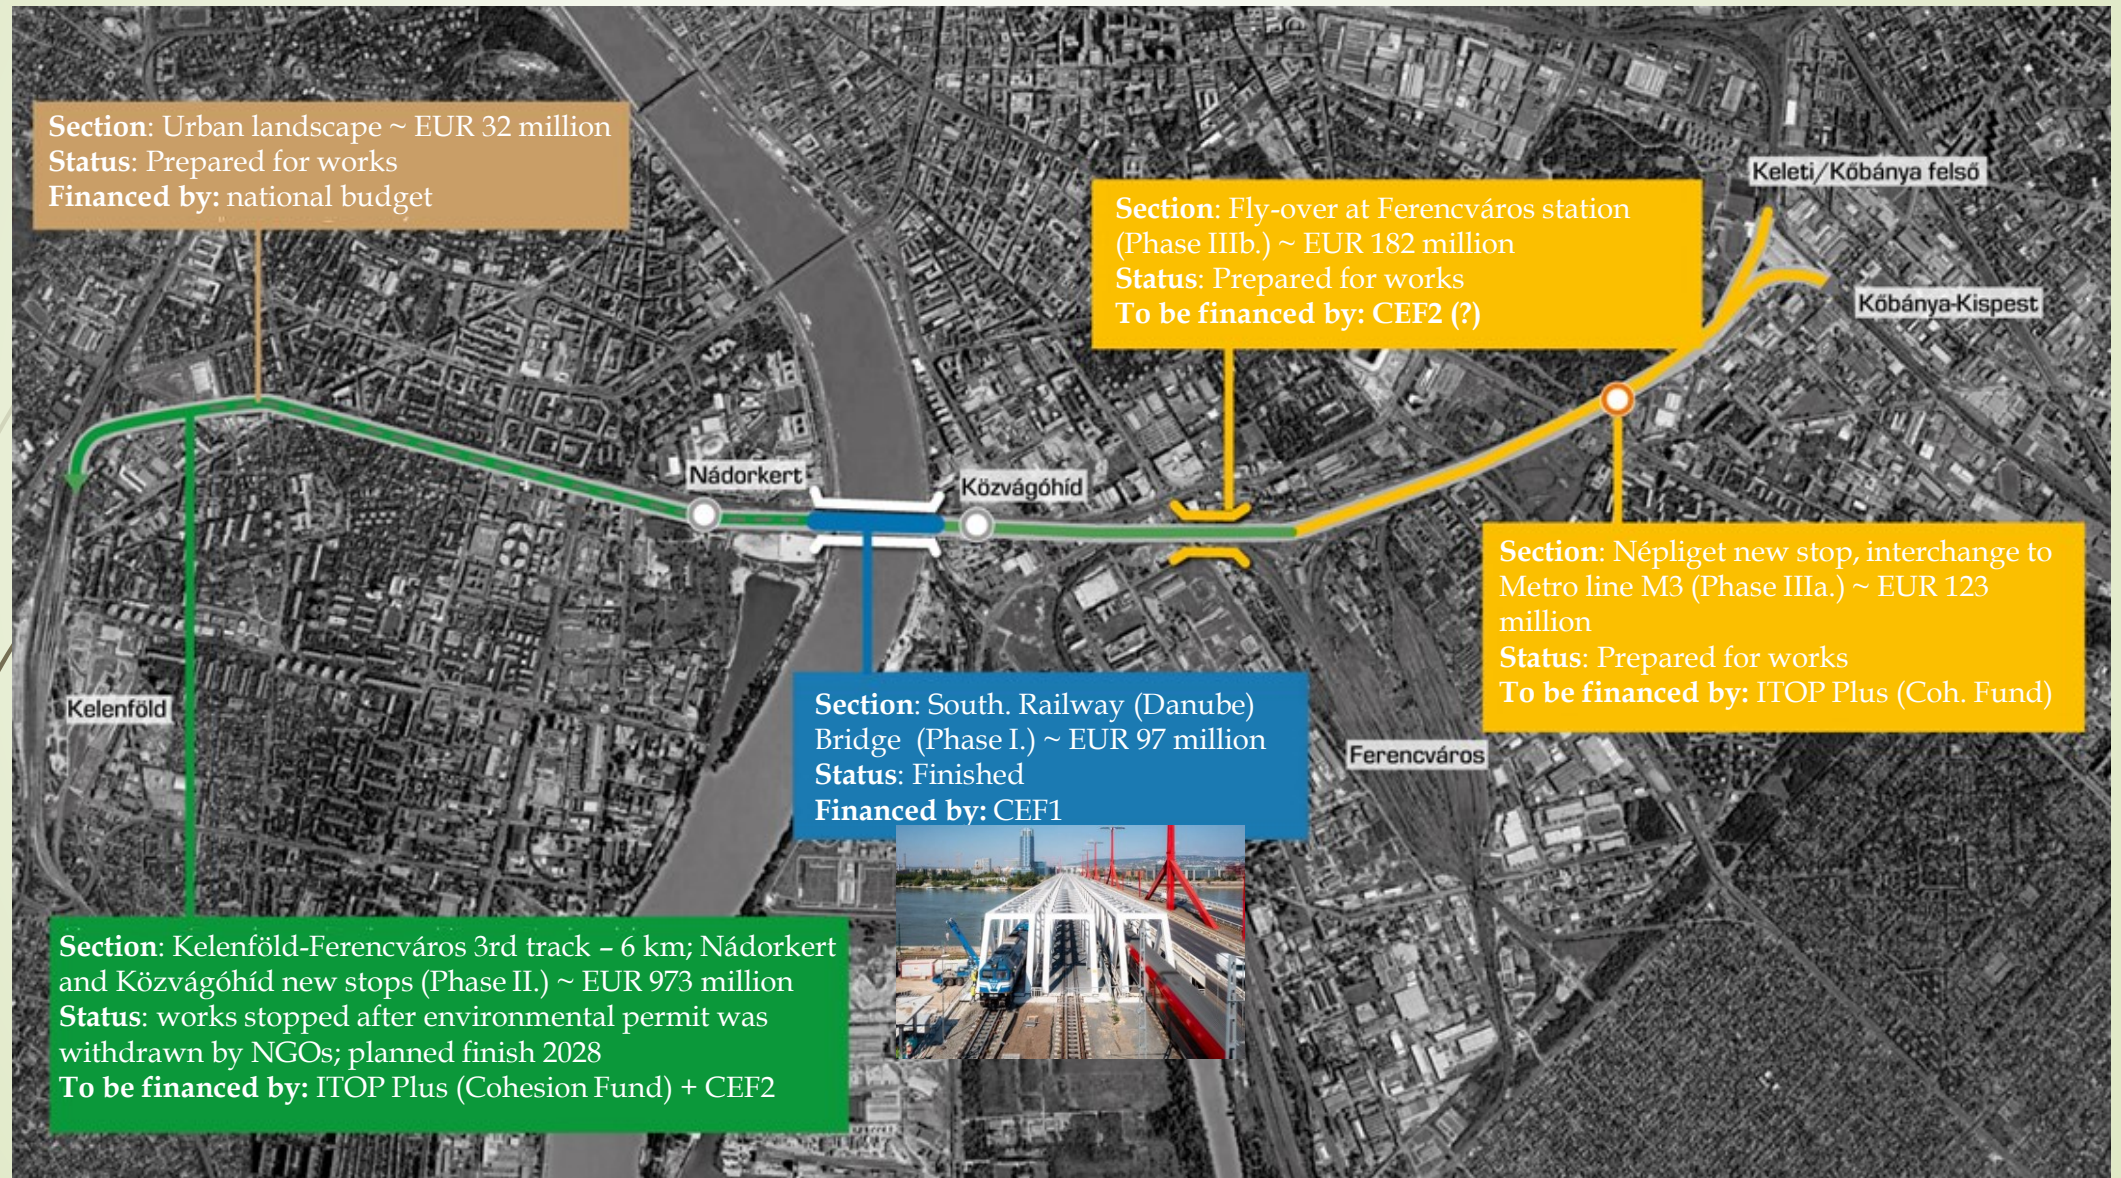 Section: Urban landscape ~ EUR 32 million
Status: Prepared for works
Financed by: national budget
Keleti/Kőbánya felső
Section: Fly-over at Ferencváros station
(Phase IIIb.) ~ EUR 182 million
Status: Prepared for works
To be financed by: CEF2 (?)
Kőbánya-Kispest
Nádorkert
Közvágóhíd
Section: Népliget new stop, interchange to
Metro line M3 (Phase IIIa.) ~ EUR 123
million
Status: Prepared for works
To be financed by: ITOP Plus (Coh. Fund)
Kelenföld
Section: South. Railway (Danube)
Bridge (Phase I.) ~ EUR 97 million
Status: Finished
Financed by: CEF1
Ferencváros
Section: Kelenföld-Ferencváros 3rd track – 6 km; Nádorkert
and Közvágóhíd new stops (Phase II.) ~ EUR 973 million
Status: works stopped after environmental permit was
withdrawn by NGOs; planned finish 2028
To be financed by: ITOP Plus (Cohesion Fund) + CEF2